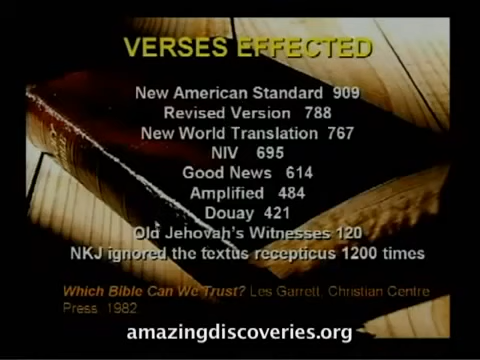 VERSES EFFECTED
New American Standard 909
Revised Version 788
New World Translation 767
NIV 695
Good News 614
Amplified 484
Douay 421
Old Jehovah's Witnesses 120
NKJ ignored the textus recepticus 1200 times
Which Bible Can We Trust? Les Garrett, Christian Centre
Press, 1982.
amazingdiscoveries.org